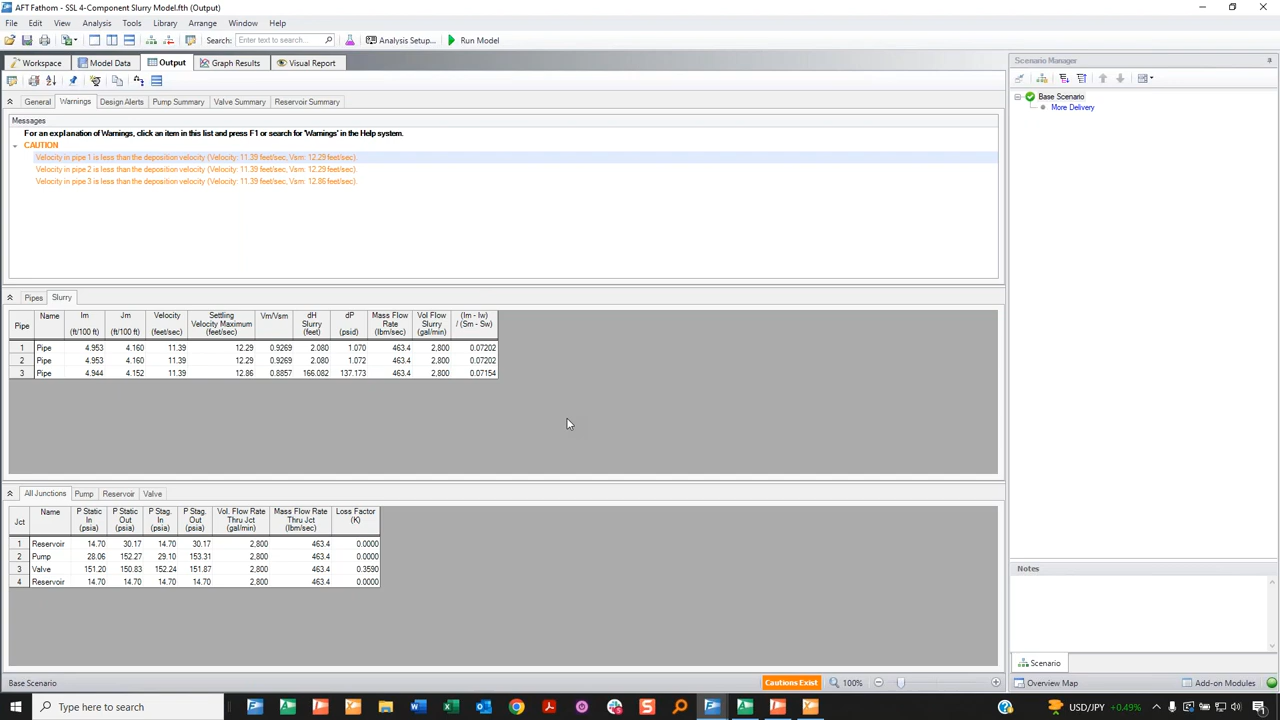 AFT Fathom - SSL 4-Component Slurry Model.fth (Output)
File Edit View Analysis Tools Library Arrange Window Help
Search: Enter text to search... Analysis Setup... Run Model
Workspace Model Data Output Graph Results Visual Report
General Warnings Design Alerts Pump Summary Valve Summary Reservoir Summary
Messages
For an explanation of Warnings, click an item in this list and press F1 or search for 'Warnings' in the Help system.
CAUTION
Velocity in pipe 1 is less than the deposition velocity (Velocity: 11.39 feet/sec, Vsm: 12.29 feet/sec).
Velocity in pipe 2 is less than the deposition velocity (Velocity: 11.39 feet/sec, Vsm: 12.29 feet/sec).
Velocity in pipe 3 is less than the deposition velocity (Velocity: 11.39 feet/sec, Vsm: 12.86 feet/sec).
Pipes Slurry
Pipe Name Im (ft/100 ft) Jm (ft/100 ft) Velocity (feet/sec) Settling Velocity Maximum (feet/sec) Vm/Vsm dH Slurry (feet) dP (psid) Mass Flow Rate (lbm/sec) Vol Flow Slurry (gal/min) (Im - Iw) / (Sm - Sw)
1 Pipe 4.953 4.160 11.39 12.29 0.9269 2.080 1.070 463.4 2,800 0.07202
2 Pipe 4.953 4.160 11.39 12.29 0.9269 2.080 1.072 463.4 2,800 0.07202
3 Pipe 4.944 4.152 11.39 12.86 0.8857 166.082 137.173 463.4 2,800 0.07154
All Junctions Pump Reservoir Valve
Jct Name P Static In (psia) P Static Out (psia) P Stag. In (psia) P Stag. Out (psia) Vol. Flow Rate Thru Jct (gal/min) Mass Flow Rate Thru Jct (lbm/sec) Loss Factor (K)
1 Reservoir 14.70 30.17 14.70 30.17 2,800 463.4 0.0000
2 Pump 28.06 152.27 29.10 153.31 2,800 463.4 0.0000
3 Valve 151.20 150.83 152.24 151.87 2,800 463.4 0.3590
4 Reservoir 14.70 14.70 14.70 14.70 2,800 463.4 0.0000
Scenario Manager
Base Scenario
More Delivery
Notes
Scenario
Base Scenario Cautions Exist 100% Overview Map Add-on Modules
Type here to search USD/JPY +0.49%